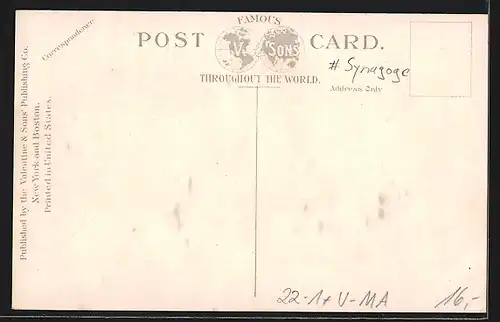 FAMOUS
POST CARD.
V. & SONS
THROUGHOUT THE WORLD.
Correspondence
Address Only
# Synagoge
Published by the Valentine & Sons' Publishing Co.
New York and Boston.
Printed in United States.
22-1+ V-MA
16,-